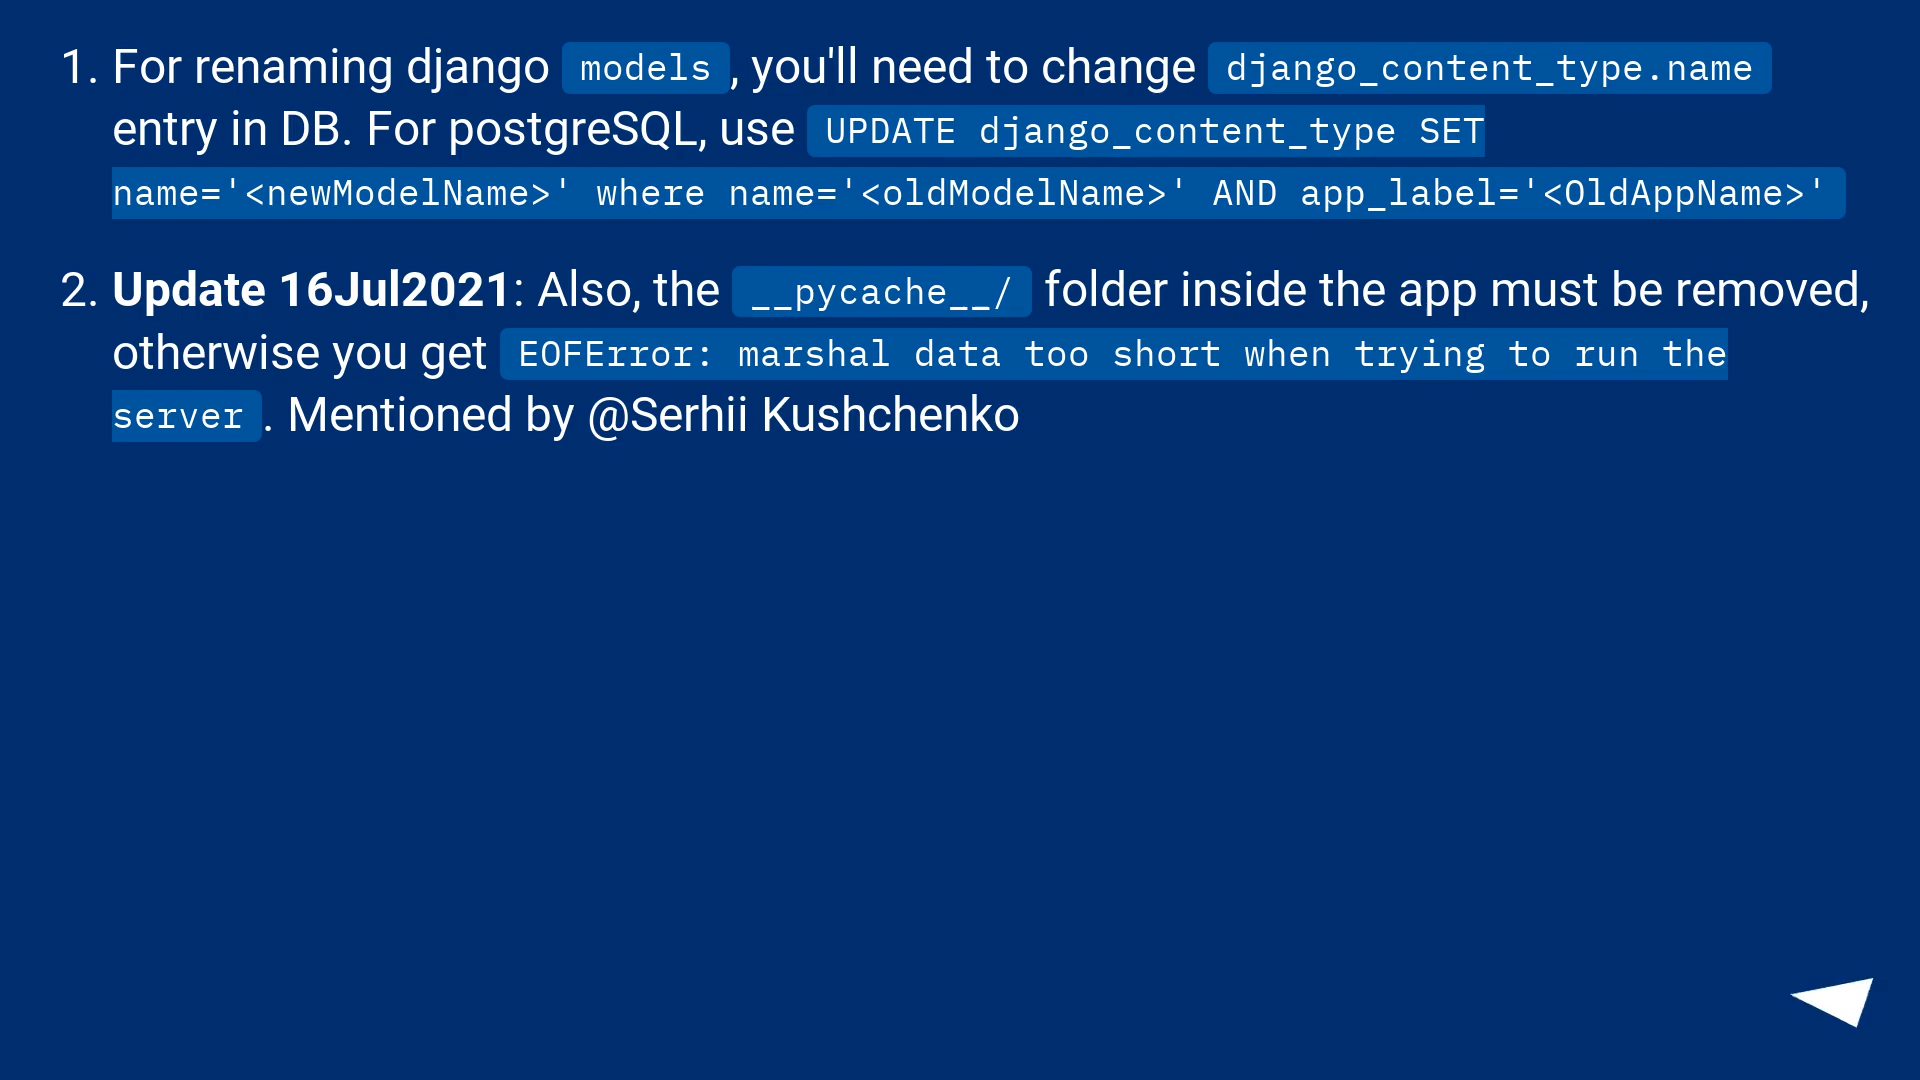 1. For renaming django models, you'll need to change django_content_type.name
entry in DB. For postgreSQL, use UPDATE django_content_type SET
name='<newModelName>' where name='<oldModelName>' AND app_label='<OldAppName>'
2. Update 16Jul2021: Also, the __pycache__/ folder inside the app must be removed,
otherwise you get EOFError: marshal data too short when trying to run the
server. Mentioned by @Serhii Kushchenko